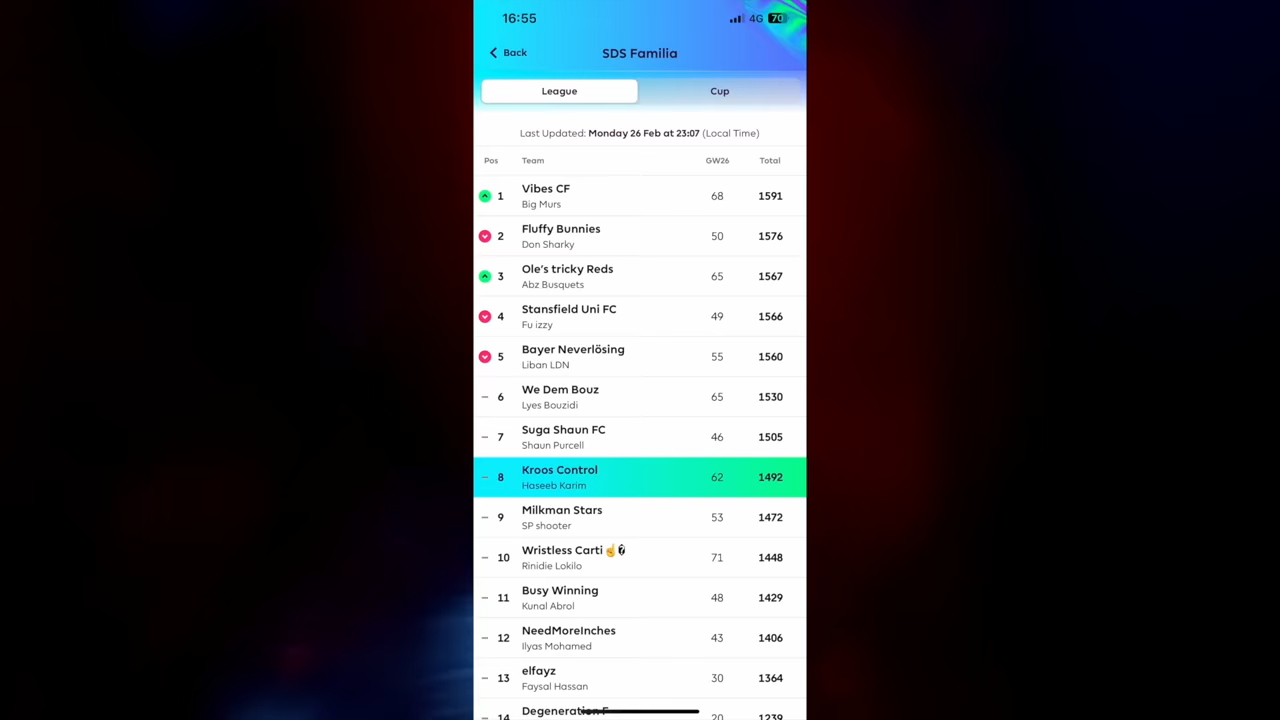 16:55 4G 70
Back SDS Familia
League Cup
Last Updated: Monday 26 Feb at 23:07 (Local Time)
Pos Team GW26 Total
1 Vibes CF 68 1591
Big Murs
2 Fluffy Bunnies 50 1576
Don Sharky
3 Ole's tricky Reds 65 1567
Abz Busquets
4 Stansfield Uni FC 49 1566
Fu izzy
5 Bayer Neverlösing 55 1560
Liban LDN
6 We Dem Bouz 65 1530
Lyes Bouzidi
7 Suga Shaun FC 46 1505
Shaun Purcell
8 Kroos Control 62 1492
Haseeb Karim
9 Milkman Stars 53 1472
SP shooter
10 Wristless Carti ☝️� 71 1448
Rinidie Lokilo
11 Busy Winning 48 1429
Kunal Abrol
12 NeedMoreInches 43 1406
Ilyas Mohamed
13 elfayz 30 1364
Faysal Hassan
14 Degeneration F 20 1239